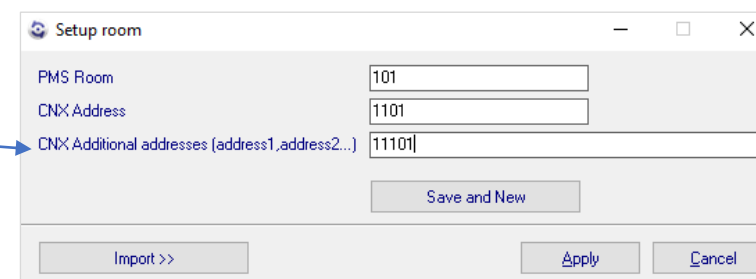 Setup room
PMS Room 101
CNX Address 1101
CNX Additional addresses (address1,address2...) 11101
Save and New
Import >> Apply Cancel